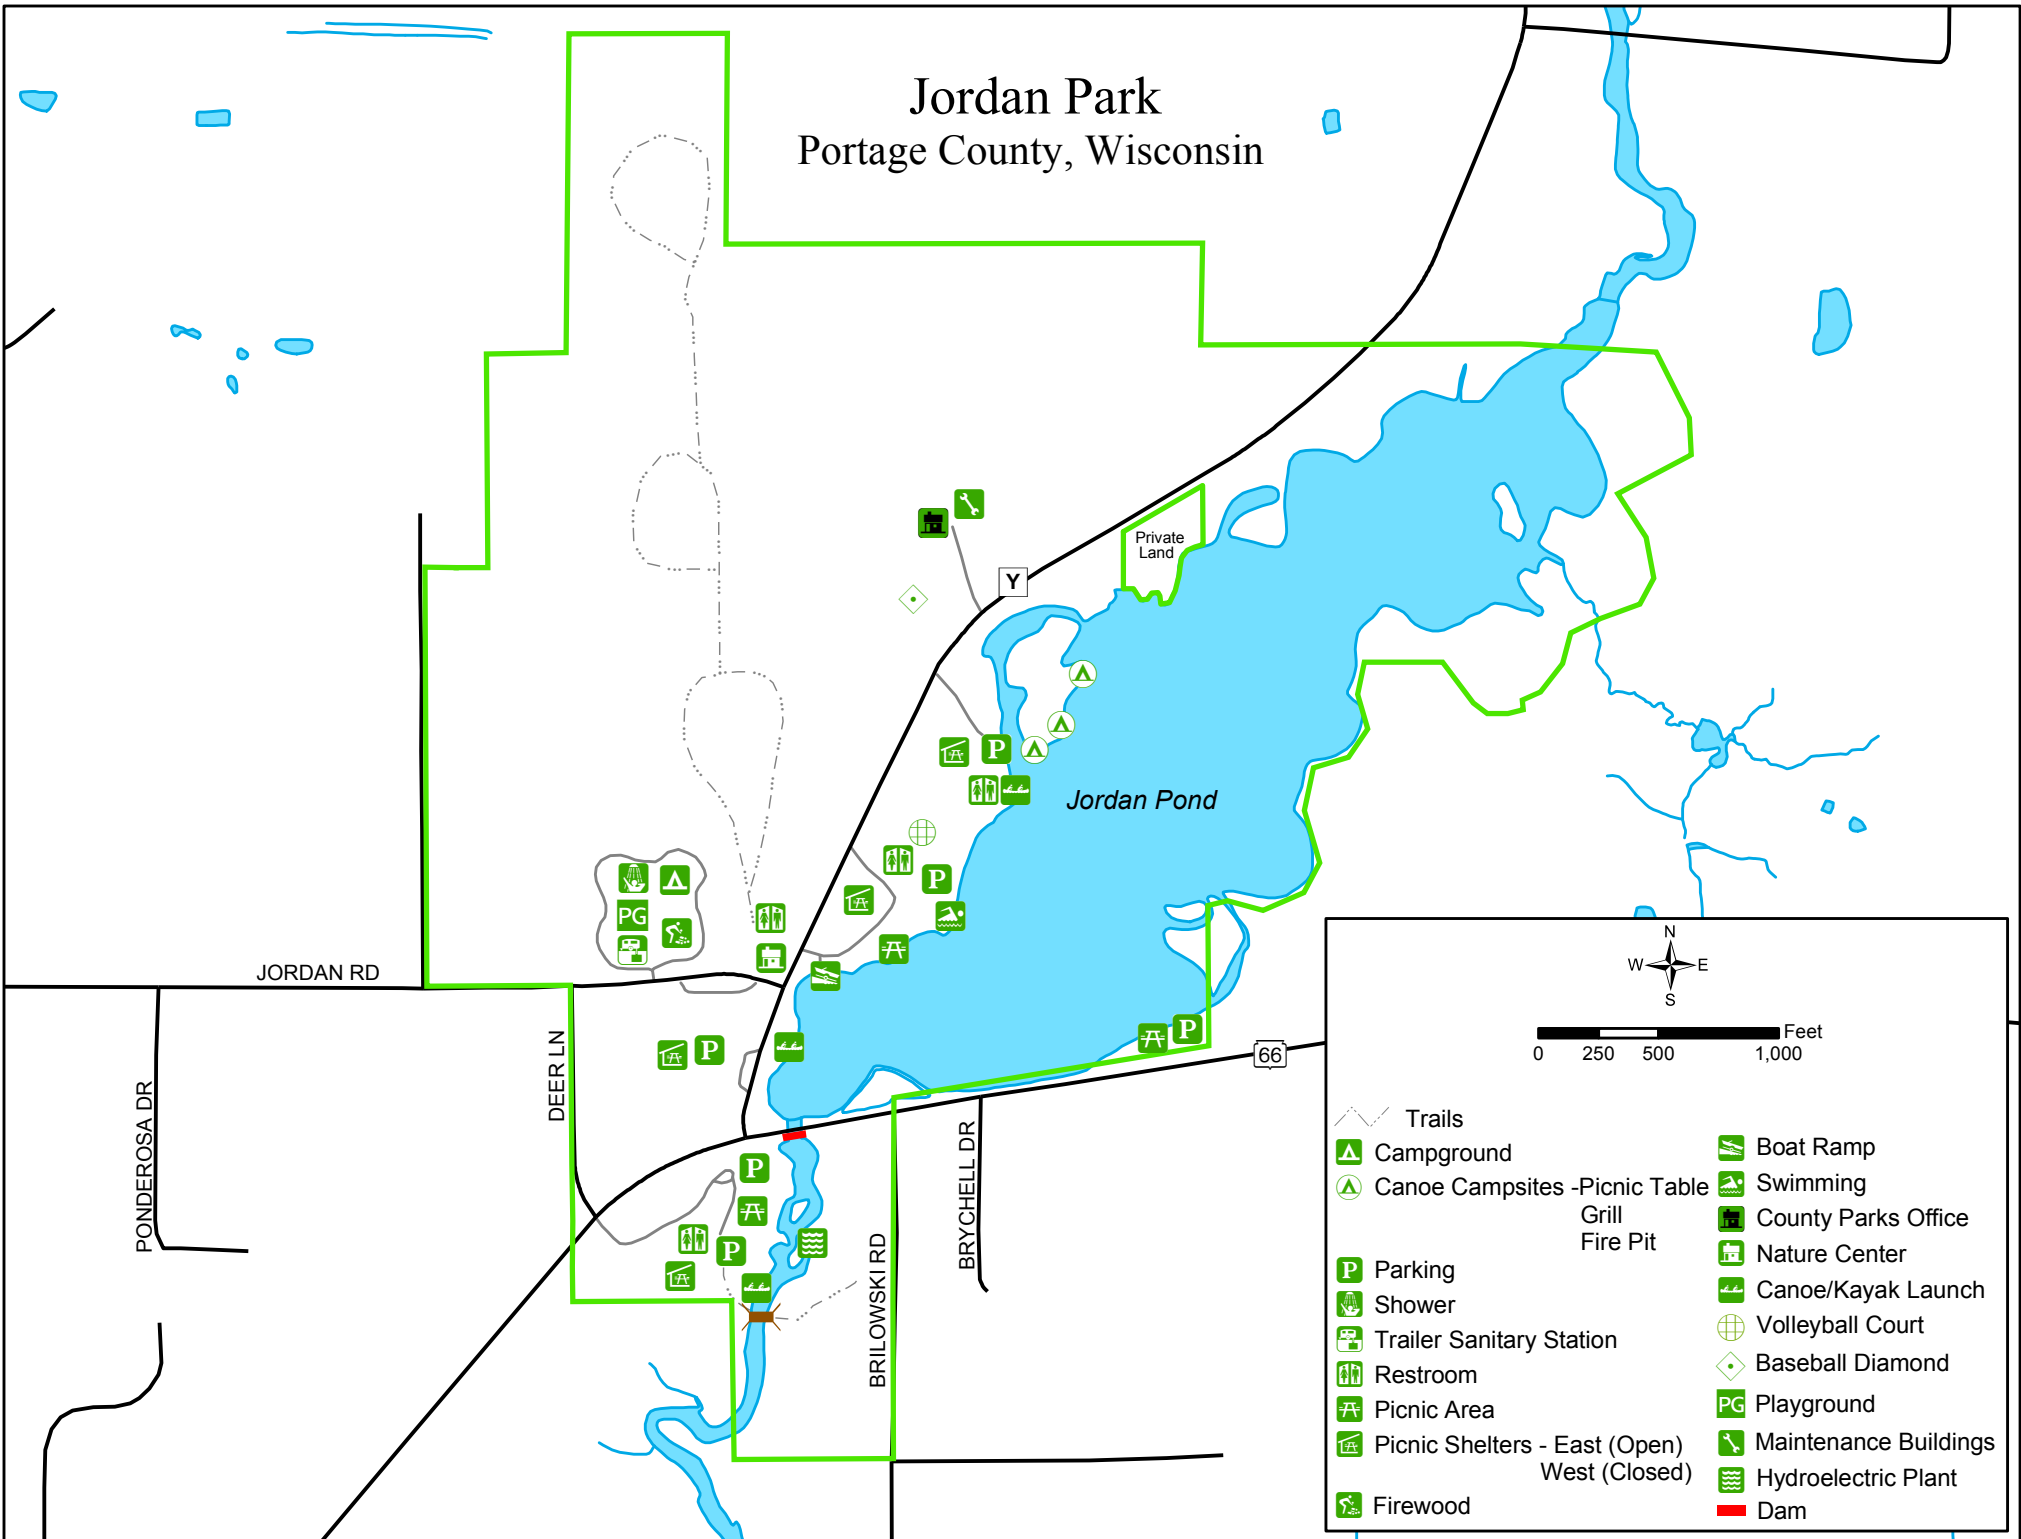 Jordan Park
Portage County, Wisconsin
Private
Land
Y
P
Jordan Pond
P
PG
JORDAN RD
P
P
66
DEER LN
PONDEROSA DR
BRYCHELL DR
BRILOWSKI RD
P
P
N
W E
S
Feet
0 250 500 1,000
Trails
Campground
Canoe Campsites -Picnic Table
Grill
Fire Pit
P Parking
Shower
Trailer Sanitary Station
Restroom
Picnic Area
Picnic Shelters - East (Open)
West (Closed)
Firewood
Boat Ramp
Swimming
County Parks Office
Nature Center
Canoe/Kayak Launch
Volleyball Court
Baseball Diamond
PG Playground
Maintenance Buildings
Hydroelectric Plant
Dam